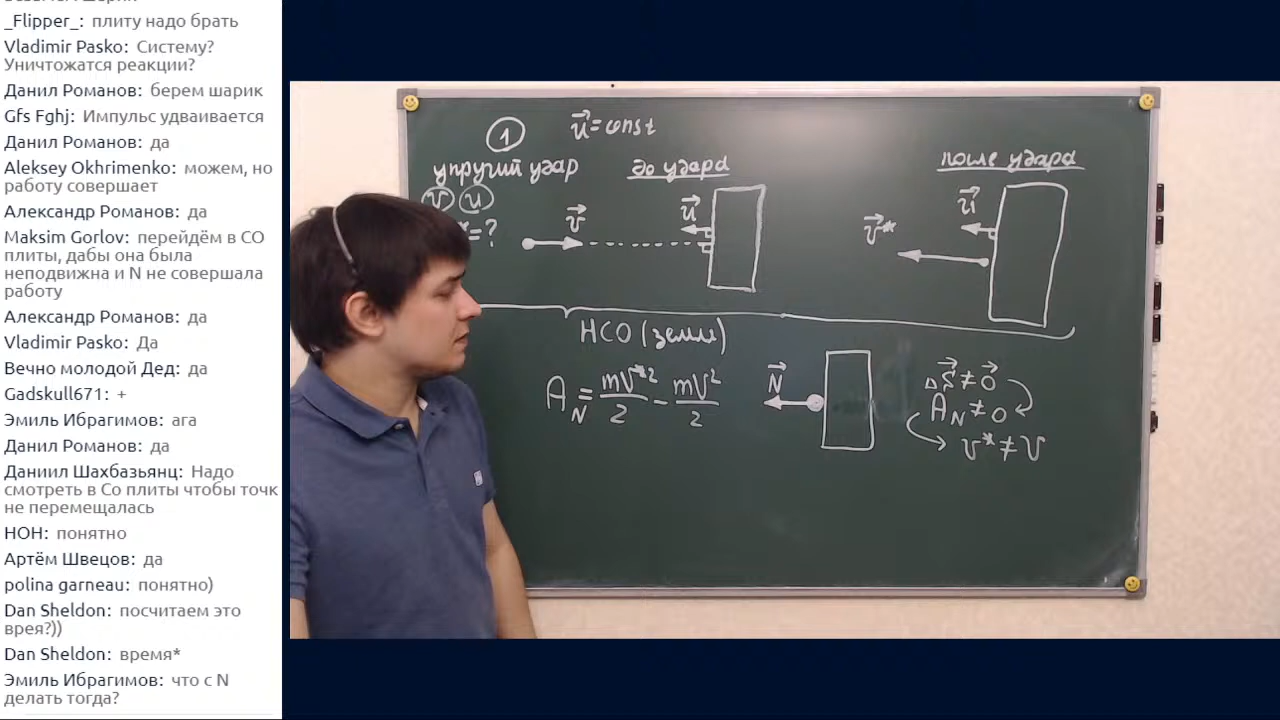 _Flipper_: плиту надо брать
Vladimir Pasko: Систему?
Уничтожатся реакции?
Данил Романов: берем шарик
Gfs Fghj: Импульс удваивается
Данил Романов: да
Aleksey Okhrimenko: можем, но
работу совершает
Александр Романов: да
Maksim Gorlov: перейдём в СО
плиты, дабы она была
неподвижна и N не совершала
работу
Александр Романов: да
Vladimir Pasko: Да
Вечно молодой Дед: да
Gadskull671: +
Эмиль Ибрагимов: ага
Данил Романов: да
Даниил Шахбазьянц: Надо
смотреть в Со плиты чтобы точк
не перемещалась
НОН: понятно
Артём Швецов: да
polina garneau: понятно)
Dan Sheldon: посчитаем это
врея?))
Dan Sheldon: время*
Эмиль Ибрагимов: что с N
делать тогда?
1
u⃗=const
упругий удар
до удара
после удара
v u
*=?
v⃗
u⃗
v⃗*
u⃗
НСО (земли)
A_N = mv*²/2 - mv²/2
N⃗
Δs⃗≠0⃗
A_N≠0
v*≠v